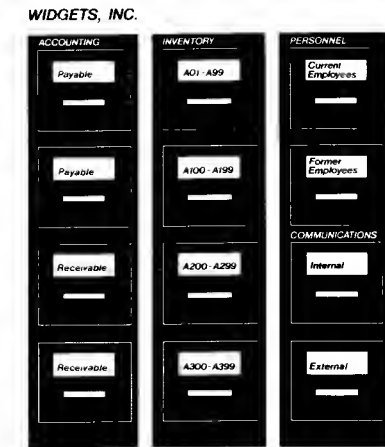 WIDGETS, INC.
ACCOUNTING
Payable
Payable
Receivable
Receivable
INVENTORY
A01-A99
A100-A199
A200-A299
A300-A399
PERSONNEL
Current
Employees
Former
Employees
COMMUNICATIONS
Internal
External